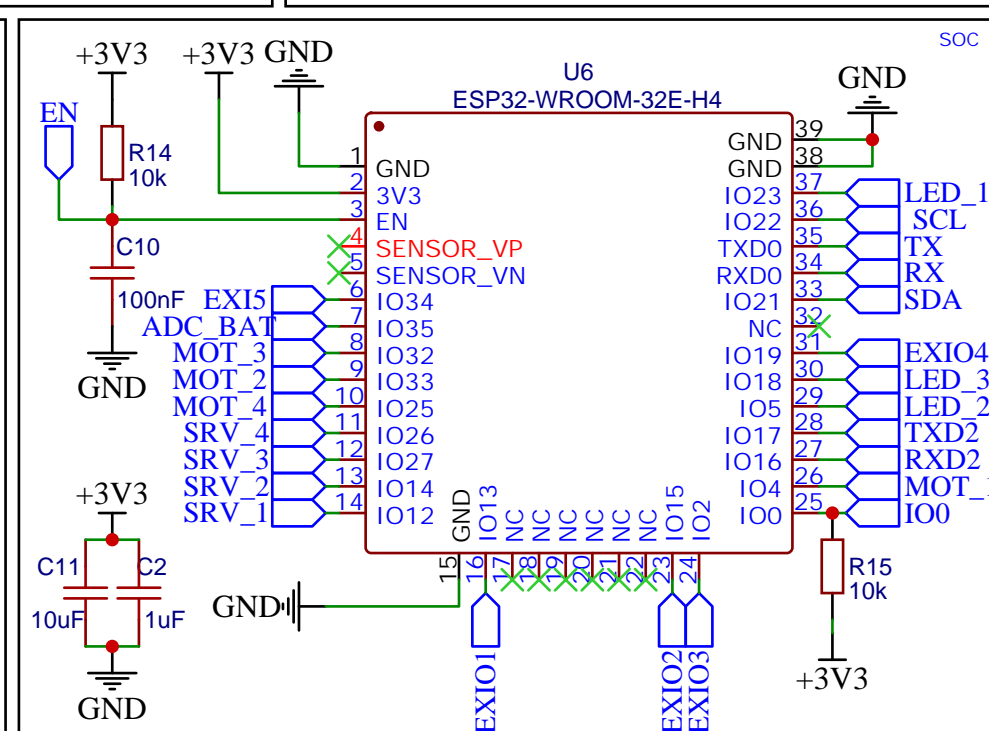 SOC
+3V3
+3V3
GND
EN
R14
10k
C10
100nF
GND
U6
ESP32-WROOM-32E-H4
GND
1 GND
2 3V3
3 EN
4 SENSOR_VP
5 SENSOR_VN
EXI5 6 IO34
ADC_BAT 7 IO35
MOT_3 8 IO32
MOT_2 9 IO33
MOT_4 10 IO25
SRV_4 11 IO26
SRV_3 12 IO27
SRV_2 13 IO14
SRV_1 14 IO12
GND 39
GND 38
IO23 37 LED_1
IO22 36 SCL
TXD0 35 TX
RXD0 34 RX
IO21 33 SDA
NC 32
IO19 31 EXIO4
IO18 30 LED_3
IO5 29 LED_2
IO17 28 TXD2
IO16 27 RXD2
IO4 26 MOT_1
IO0 25 IO0
GND 15
IO13 16 EXIO1
NC 17
NC 18
NC 19
NC 20
NC 21
NC 22
IO15 23 EXIO2
IO2 24 EXIO3
GND
R15
10k
+3V3
+3V3
C11
10uF
C2
1uF
GND